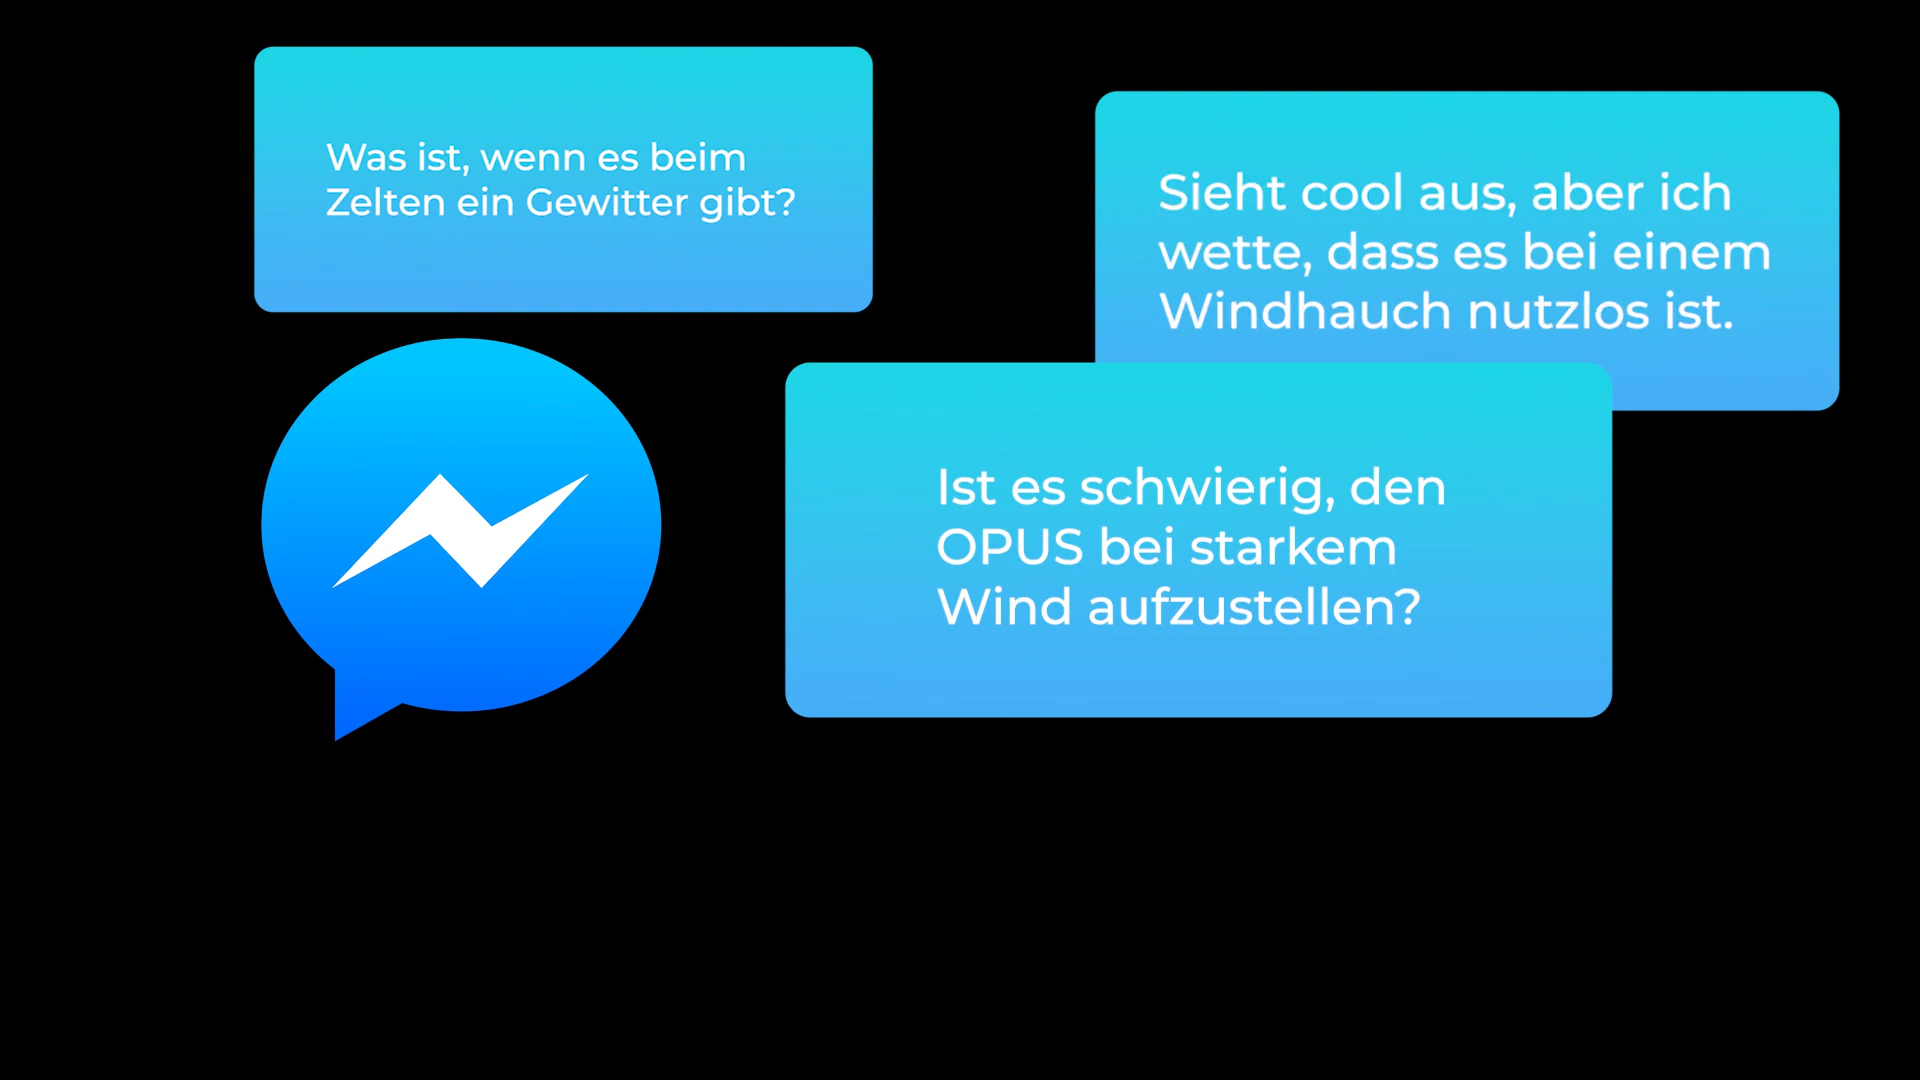 Was ist, wenn es beim
Zelten ein Gewitter gibt?
Sieht cool aus, aber ich
wette, dass es bei einem
Windhauch nutzlos ist.
Ist es schwierig, den
OPUS bei starkem
Wind aufzustellen?